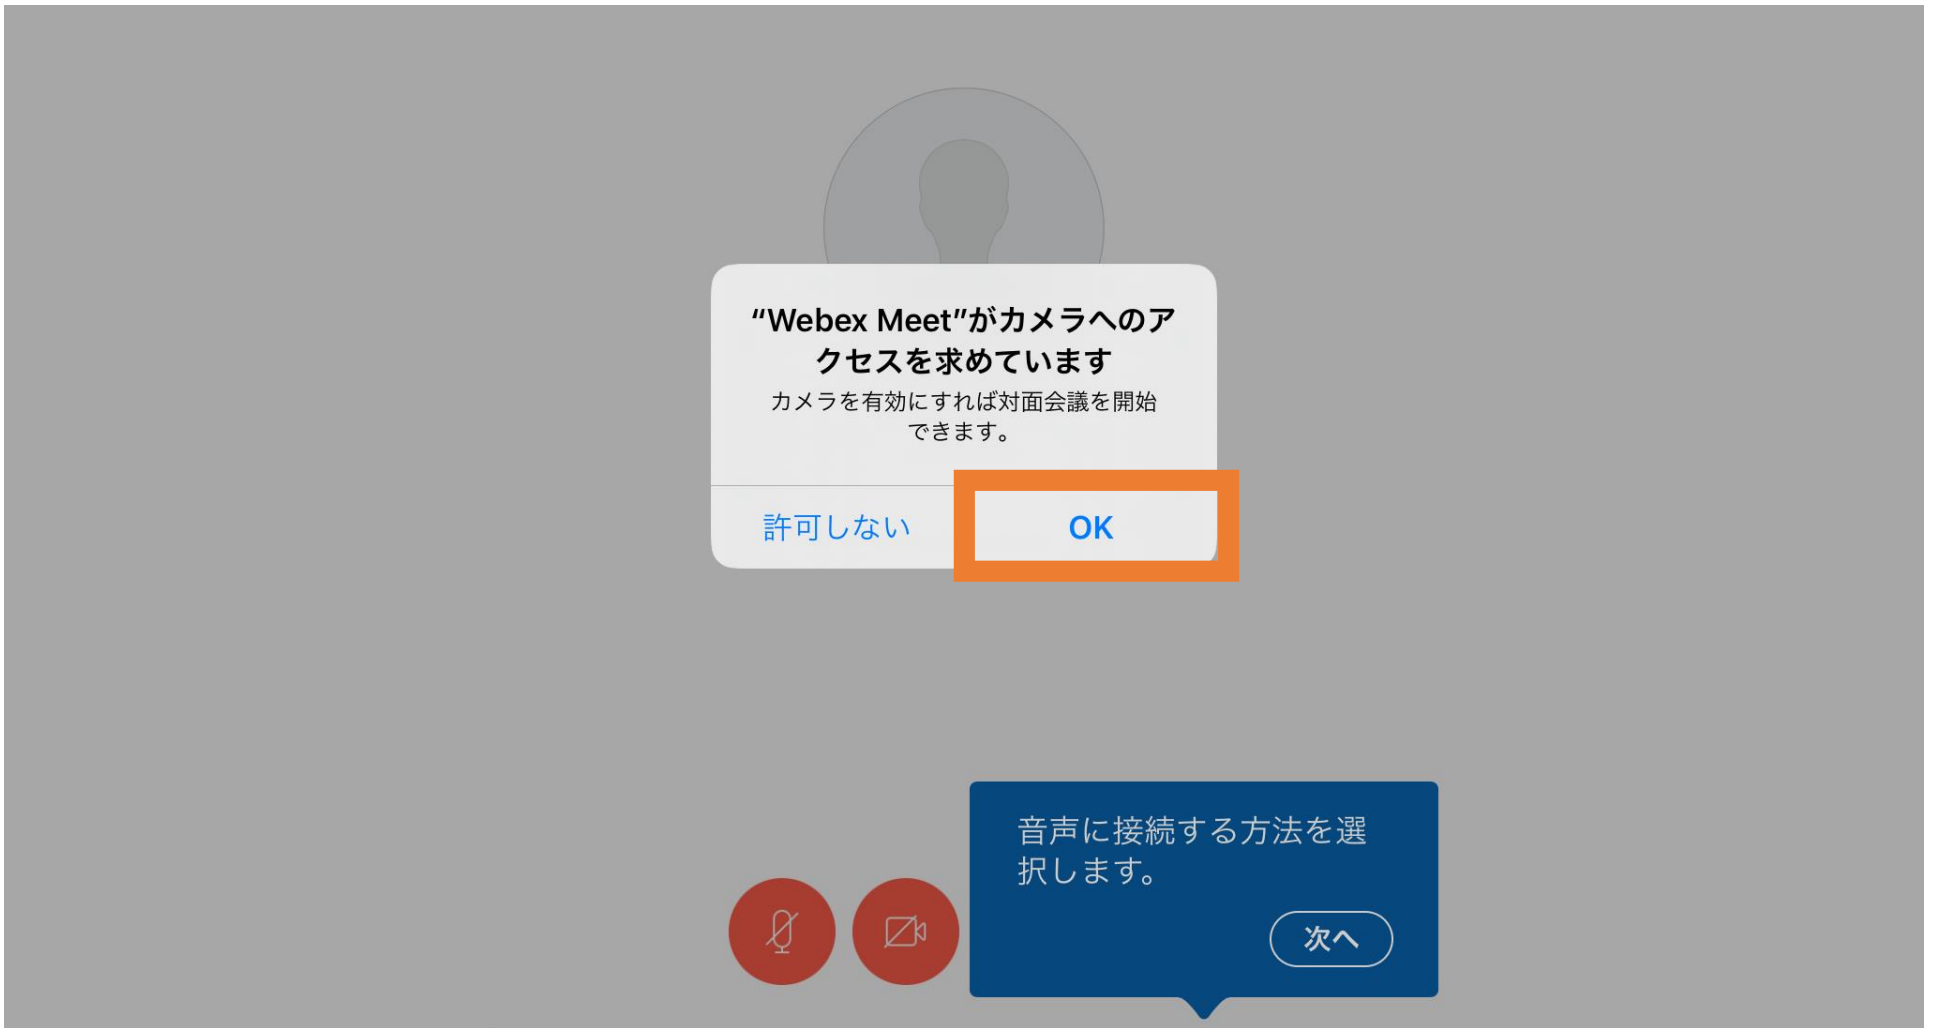 “Webex Meet”がカメラへのア
クセスを求めています
カメラを有効にすれば対面会議を開始
できます。
許可しない
OK
音声に接続する方法を選
択します。
次へ